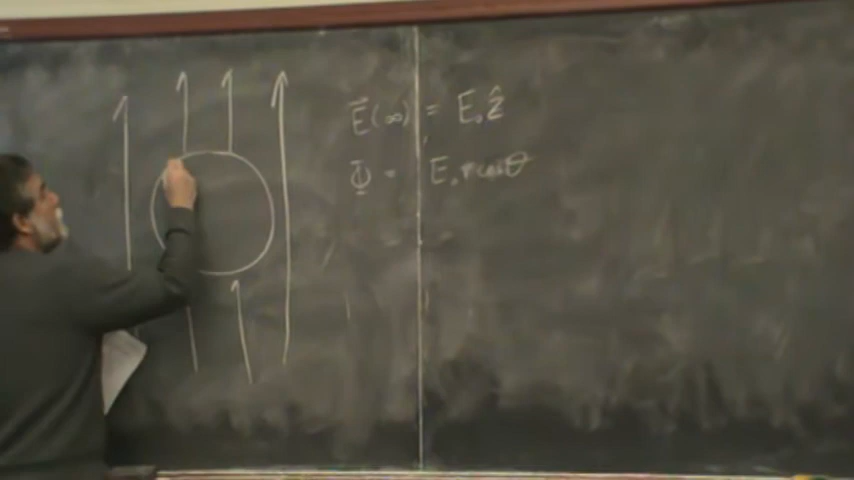 E⃗(∞) = E₀ẑ
Φ = E₀ r cosθ